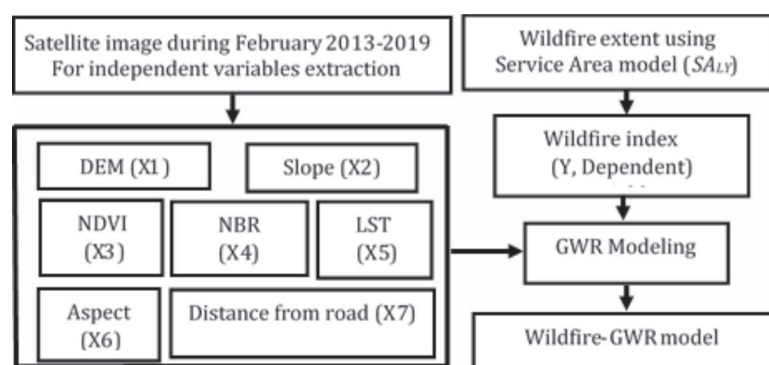 Satellite image during February 2013-2019
For independent variables extraction
Wildfire extent using
Service Area model (SALY)
DEM (X1)
Slope (X2)
NDVI
(X3)
NBR
(X4)
LST
(X5)
Aspect
(X6)
Distance from road (X7)
Wildfire index
(Y, Dependent)
GWR Modeling
Wildfire-GWR model